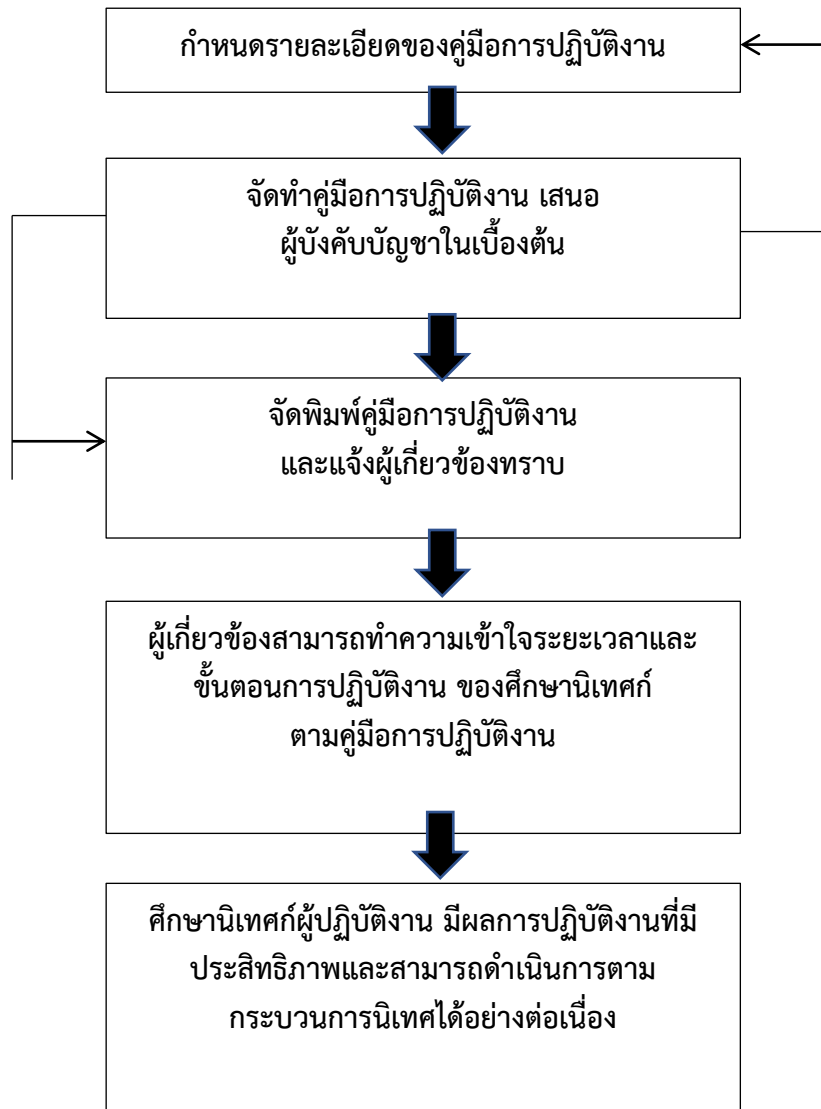 กำหนดรายละเอียดของคู่มือการปฏิบัติงาน
จัดทำคู่มือการปฏิบัติงาน เสนอ
ผู้บังคับบัญชาในเบื้องต้น
จัดพิมพ์คู่มือการปฏิบัติงาน
และแจ้งผู้เกี่ยวข้องทราบ
ผู้เกี่ยวข้องสามารถทำความเข้าใจระยะเวลาและ
ขั้นตอนการปฏิบัติงาน ของศึกษานิเทศก์
ตามคู่มือการปฏิบัติงาน
ศึกษานิเทศก์ผู้ปฏิบัติงาน มีผลการปฏิบัติงานที่มี
ประสิทธิภาพและสามารถดำเนินการตาม
กระบวนการนิเทศได้อย่างต่อเนื่อง